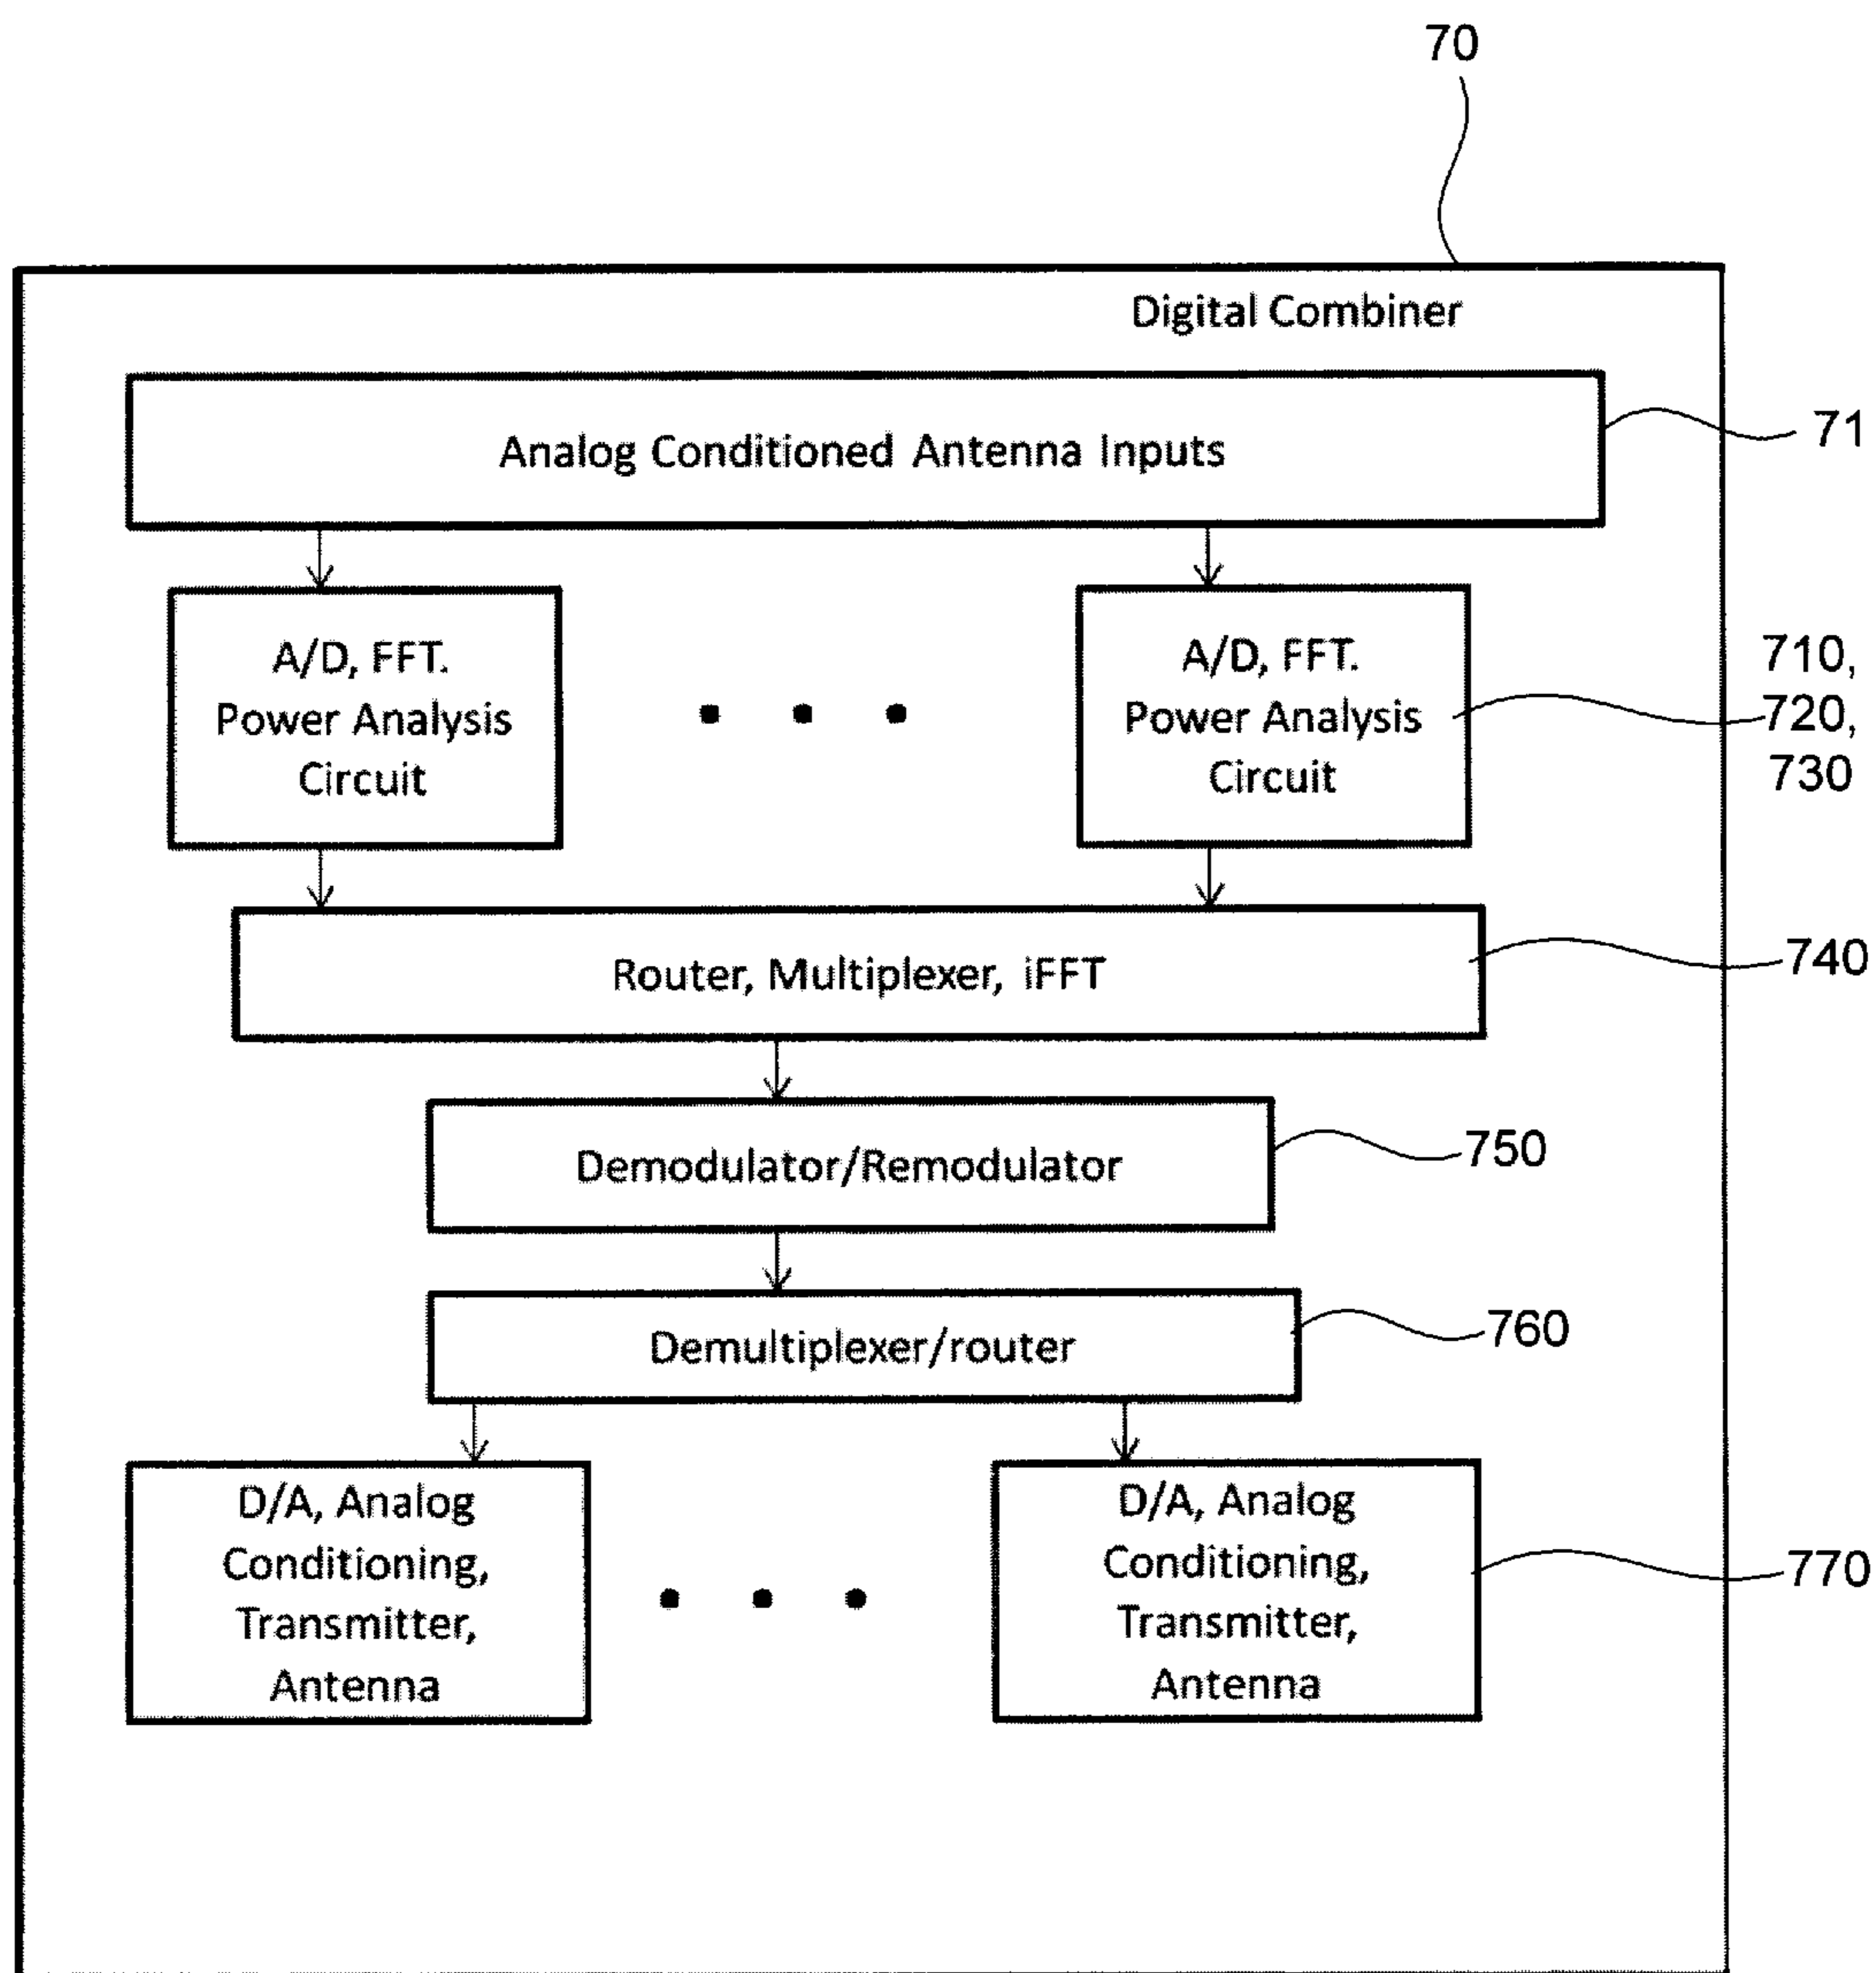 70
Digital Combiner
Analog Conditioned Antenna Inputs
71
A/D, FFT.
Power Analysis
Circuit
A/D, FFT.
Power Analysis
Circuit
710,
720,
730
Router, Multiplexer, iFFT
740
Demodulator/Remodulator
750
Demultiplexer/router
760
D/A, Analog
Conditioning,
Transmitter,
Antenna
D/A, Analog
Conditioning,
Transmitter,
Antenna
770